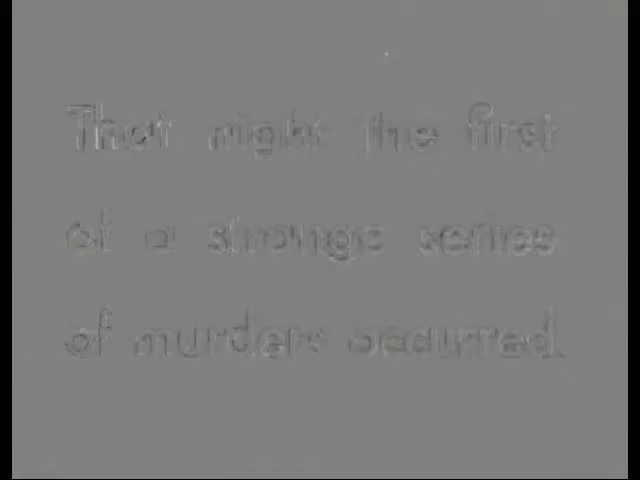 That night the first
of a strange series
of murders occurred.